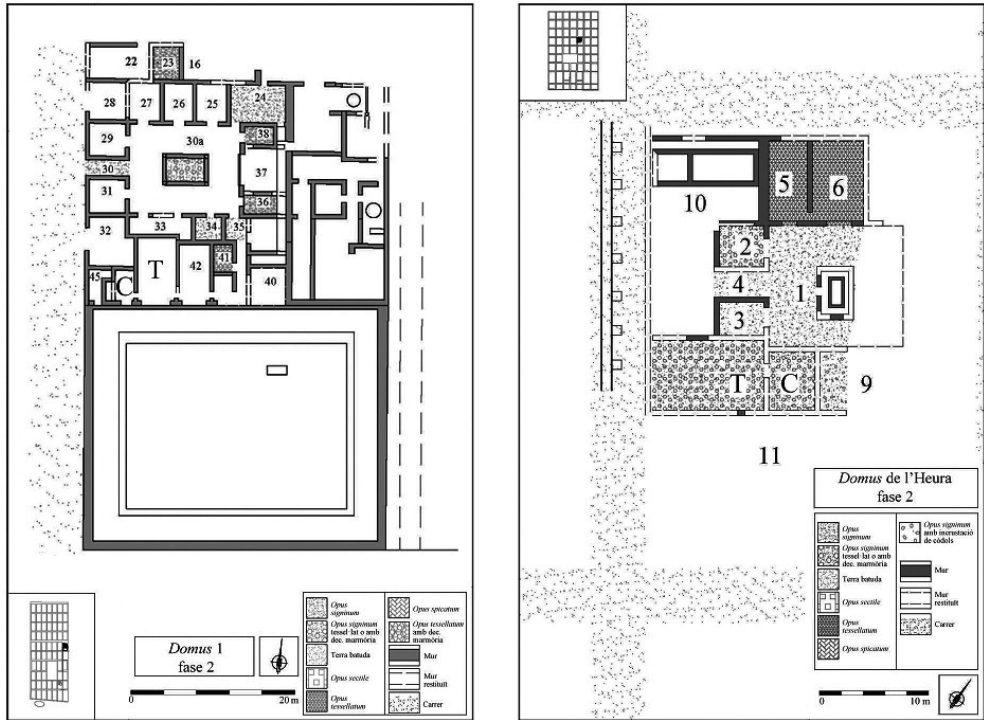 22
23
16
28
27
26
25
24
29
30a
38
30
37
31
36
32
33
34
35
T
42
41
45
C
40
Domus 1
fase 2
0
20 m
Opus
signinum
Opus signinum
tessel·lat o amb
dec. marmòria
Terra batuda
Opus sectile
Opus
tessellatum
Opus spicatum
Opus tessellatum
amb dec.
marmòria
Mur
Mur
restituït
Carrer
5
6
10
2
4
1
3
T
C
9
11
Domus de l'Heura
fase 2
Opus
signinum
Opus signinum
tessel·lat o amb
dec. marmòria
Terra batuda
Opus sectile
Opus
tessellatum
Opus spicatum
Opus signinum
amb incrustació
de còdols
Mur
Mur
restituït
Carrer
0
10 m